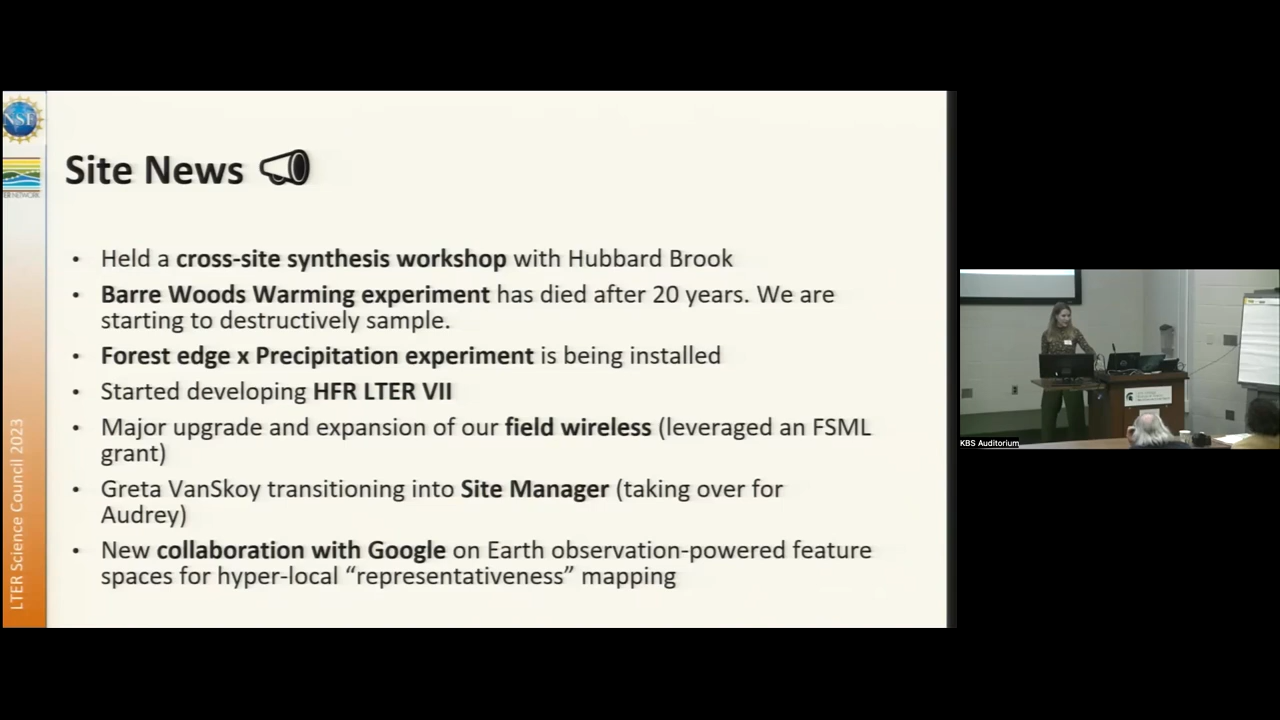 NSF
Site News
• Held a cross-site synthesis workshop with Hubbard Brook
• Barre Woods Warming experiment has died after 20 years. We are
starting to destructively sample.
• Forest edge x Precipitation experiment is being installed
• Started developing HFR LTER VII
• Major upgrade and expansion of our field wireless (leveraged an FSML
grant)
• Greta VanSkoy transitioning into Site Manager (taking over for
Audrey)
• New collaboration with Google on Earth observation-powered feature
spaces for hyper-local “representativeness” mapping
LTER Science Council 2023
KBS Auditorium